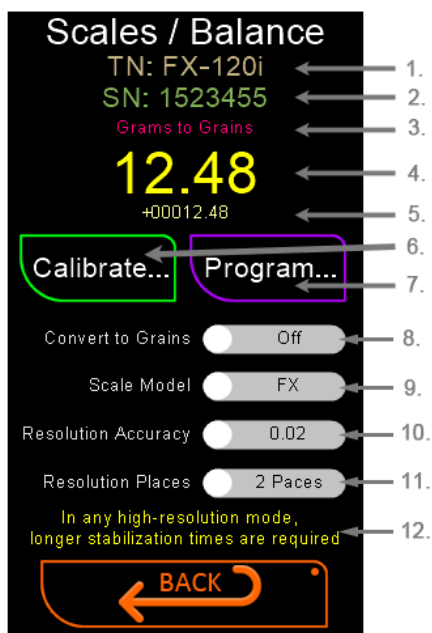 Scales / Balance
TN: FX-120i
1.
SN: 1523455
2.
Grams to Grains
3.
12.48
4.
+00012.48
5.
6.
Calibrate...
Program...
7.
Convert to Grains Off
8.
Scale Model FX
9.
Resolution Accuracy 0.02
10.
Resolution Places 2 Paces
11.
In any high-resolution mode,
longer stabilization times are required
12.
BACK